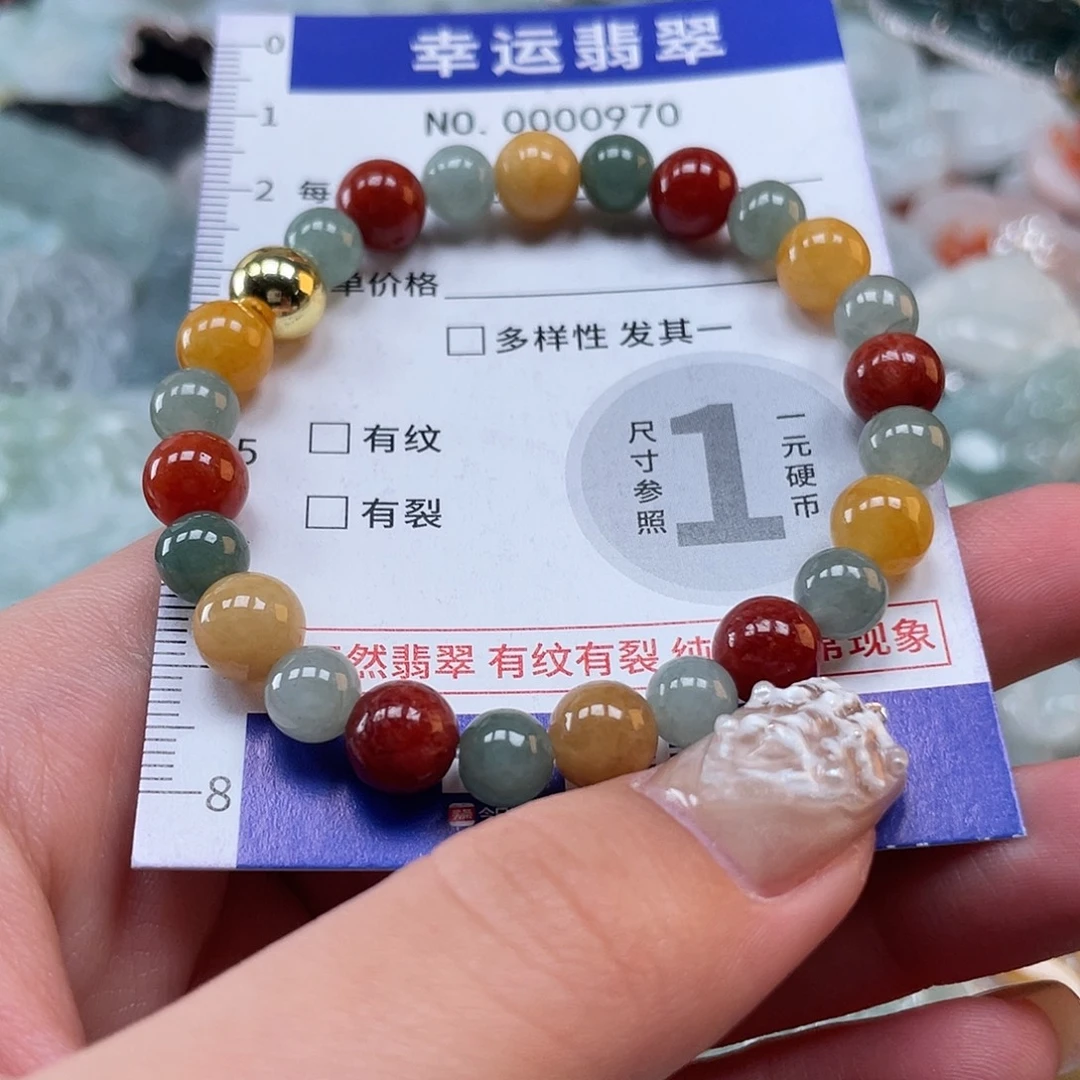 0
幸运翡翠
1
NO. 0000970
2
每
单价格
多样性 发其一
5
有纹
有裂
尺寸参照
1
一元硬币
然翡翠 有纹有裂 纯 常现象
8